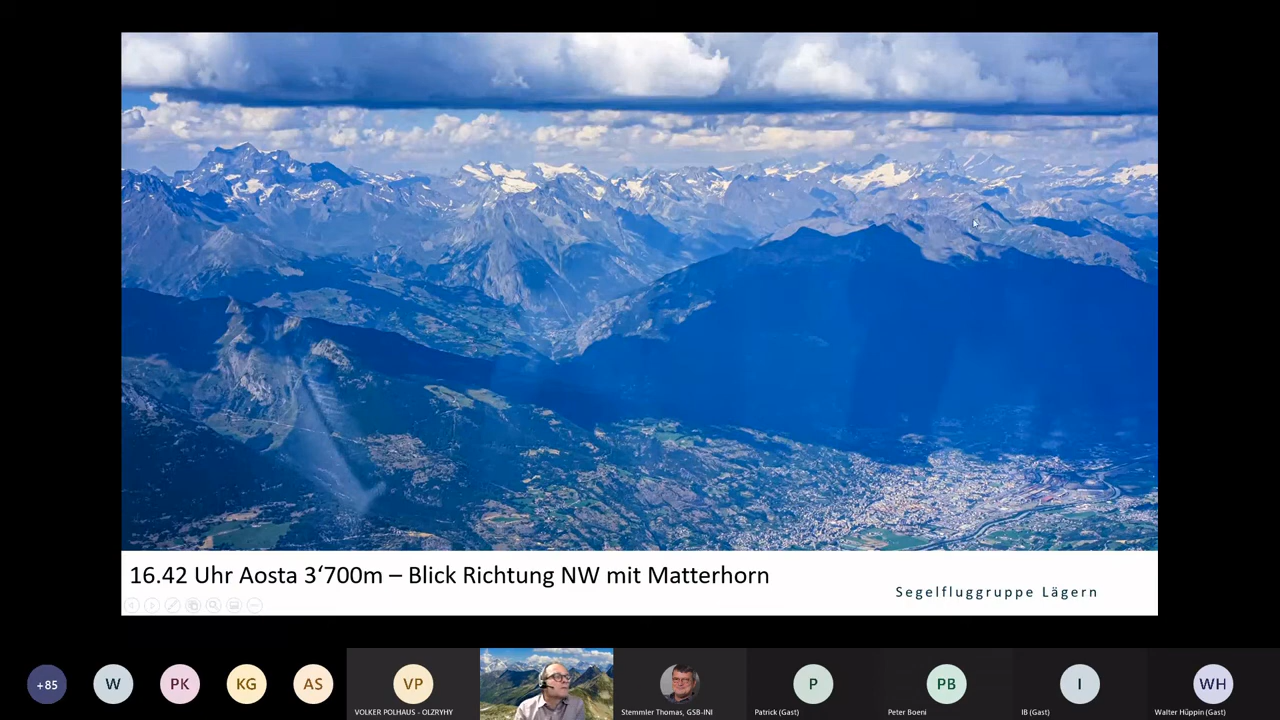 16.42 Uhr Aosta 3‘700m – Blick Richtung NW mit Matterhorn
Segelfluggruppe Lägern
+85
W
PK
KG
AS
VP
P
PB
I
WH
VOLKER POLHAUS - OLZRYHY
Stemmler Thomas, GSB-INI
Patrick (Gast)
Peter Boeni
IB (Gast)
Walter Hüppin (Gast)